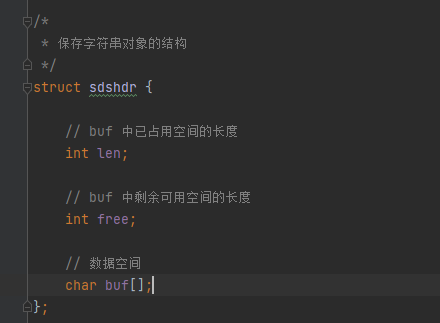 /*
 * 保存字符串对象的结构
 */
struct sdshdr {
    // buf 中已占用空间的长度
    int len;
    // buf 中剩余可用空间的长度
    int free;
    // 数据空间
    char buf[];
};